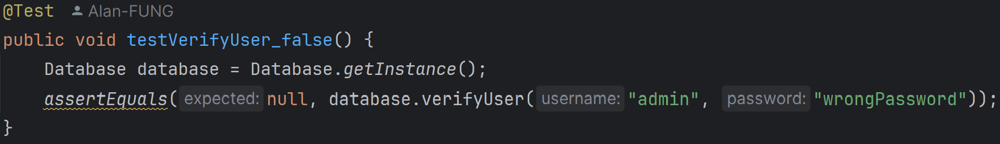 @Test Alan-FUNG
public void testVerifyUser_false() {
Database database = Database.getInstance();
assertEquals( expected: null, database.verifyUser( username: "admin", password: "wrongPassword"));
}